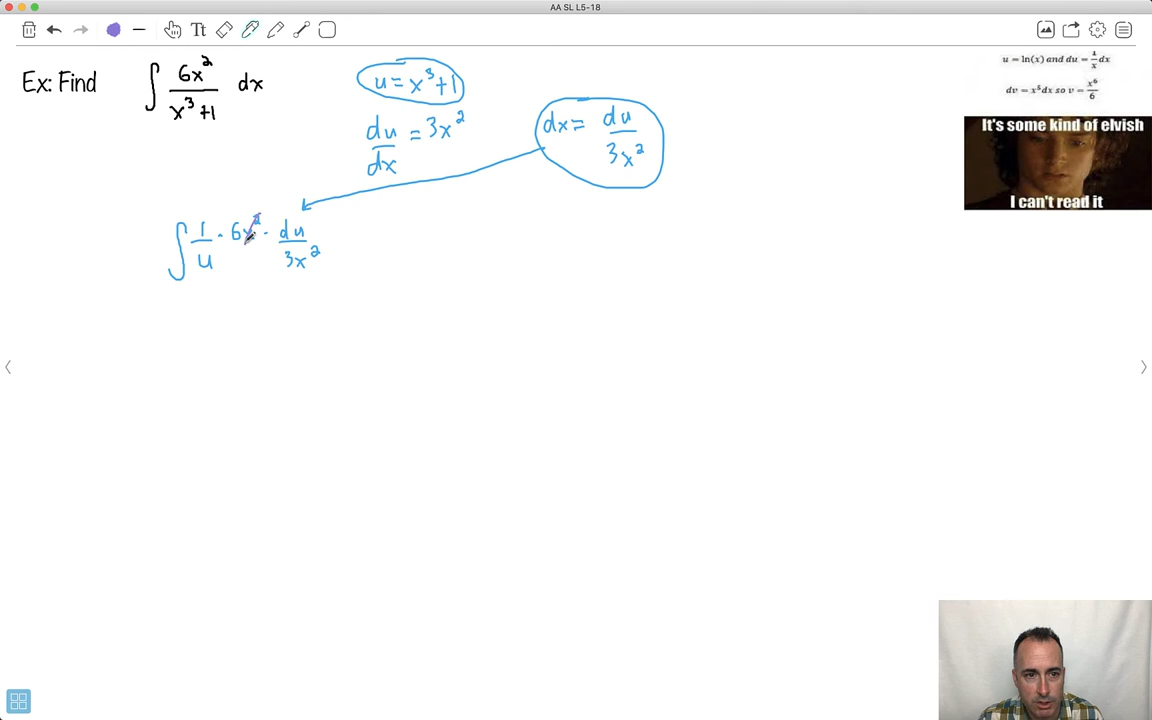 AA SL L5-18
Tt
Ex: Find ∫ 6x²/(x³+1) dx
u = x³+1
du/dx = 3x²
dx = du/3x²
∫ 1/u · 6x² · du/3x²
u = ln(x) and du = 1/x dx
dv = x⁵dx so v = x⁶/6
It's some kind of elvish
I can't read it